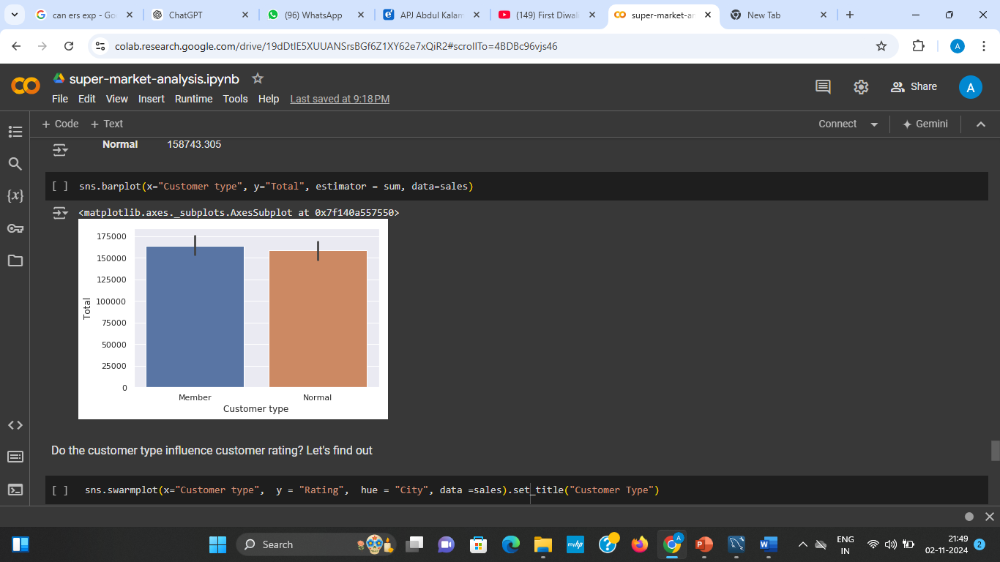 can ers exp - Go
ChatGPT
(96) WhatsApp
APJ Abdul Kalam
(149) First Diwali
super-market-an
New Tab
colab.research.google.com/drive/19dDtIE5XUUANSrsBGf6Z1XY62e7xQiR2#scrollTo=4BDBc96vjs46
A
super-market-analysis.ipynb
File Edit View Insert Runtime Tools Help Last saved at 9:18 PM
Share
A
+ Code + Text
Connect
Gemini
Normal 158743.305
[ ] sns.barplot(x="Customer type", y="Total", estimator = sum, data=sales)
<matplotlib.axes._subplots.AxesSubplot at 0x7f140a557550>
175000
150000
125000
100000
75000
50000
25000
0
Total
Member Normal
Customer type
Do the customer type influence customer rating? Let's find out
[ ] sns.swarmplot(x="Customer type", y = "Rating", hue = "City", data =sales).set_title("Customer Type")
Search
myhp
A
ENG
IN
21:49
02-11-2024
2